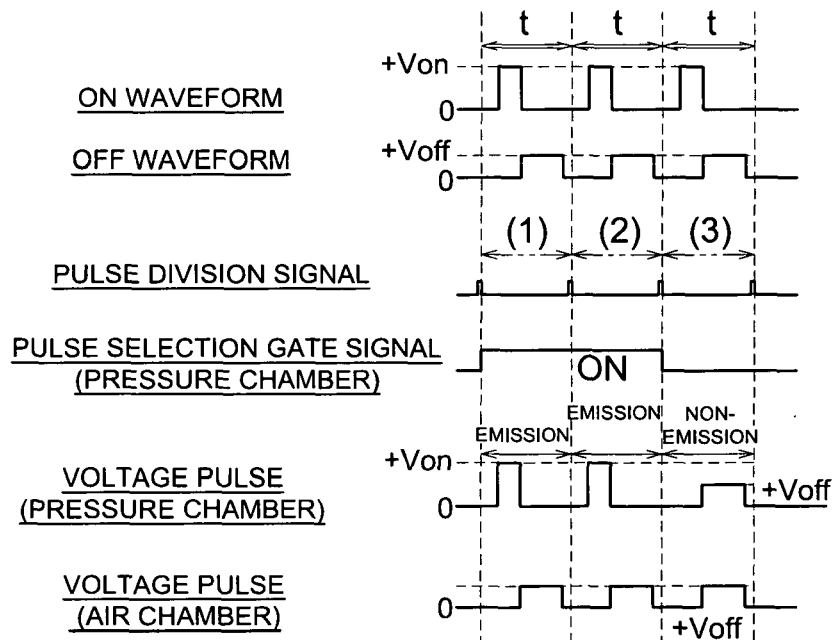 t t t
+Von
ON WAVEFORM
0
+Voff
OFF WAVEFORM
0
(1) (2) (3)
PULSE DIVISION SIGNAL
PULSE SELECTION GATE SIGNAL
(PRESSURE CHAMBER)
ON
EMISSION EMISSION NON-
EMISSION
+Von
VOLTAGE PULSE
(PRESSURE CHAMBER)
+Voff
0
VOLTAGE PULSE
(AIR CHAMBER)
0
+Voff